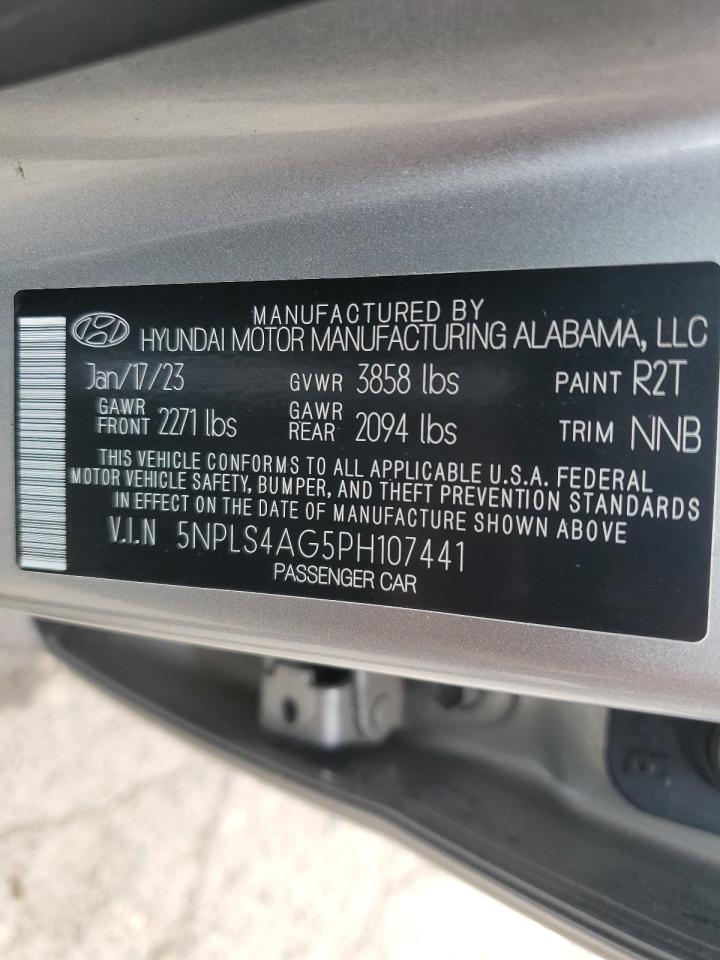 MANUFACTURED BY
HYUNDAI MOTOR MANUFACTURING ALABAMA, LLC
Jan/17/23 GVWR 3858 lbs PAINT R2T
GAWR FRONT 2271 lbs GAWR REAR 2094 lbs TRIM NNB
THIS VEHICLE CONFORMS TO ALL APPLICABLE U.S.A. FEDERAL
MOTOR VEHICLE SAFETY, BUMPER, AND THEFT PREVENTION STANDARDS
IN EFFECT ON THE DATE OF MANUFACTURE SHOWN ABOVE
V.I.N 5NPLS4AG5PH107441
PASSENGER CAR
R